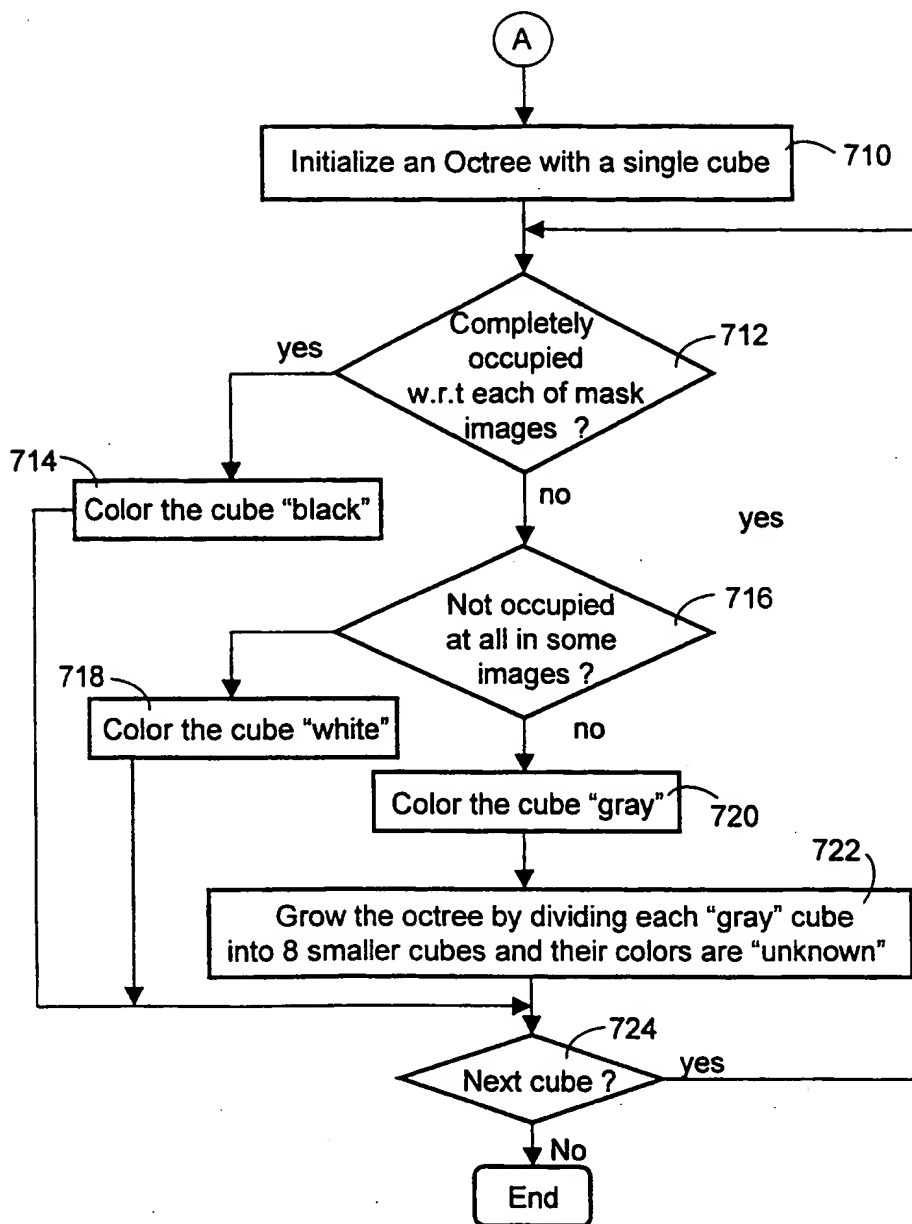 A
Initialize an Octree with a single cube
710
Completely
occupied
w.r.t each of mask
images ?
712
yes
714
Color the cube “black”
no
yes
Not occupied
at all in some
images ?
716
718
Color the cube “white”
no
Color the cube “gray”
720
722
Grow the octree by dividing each “gray” cube
into 8 smaller cubes and their colors are “unknown”
724
Next cube ?
yes
No
End